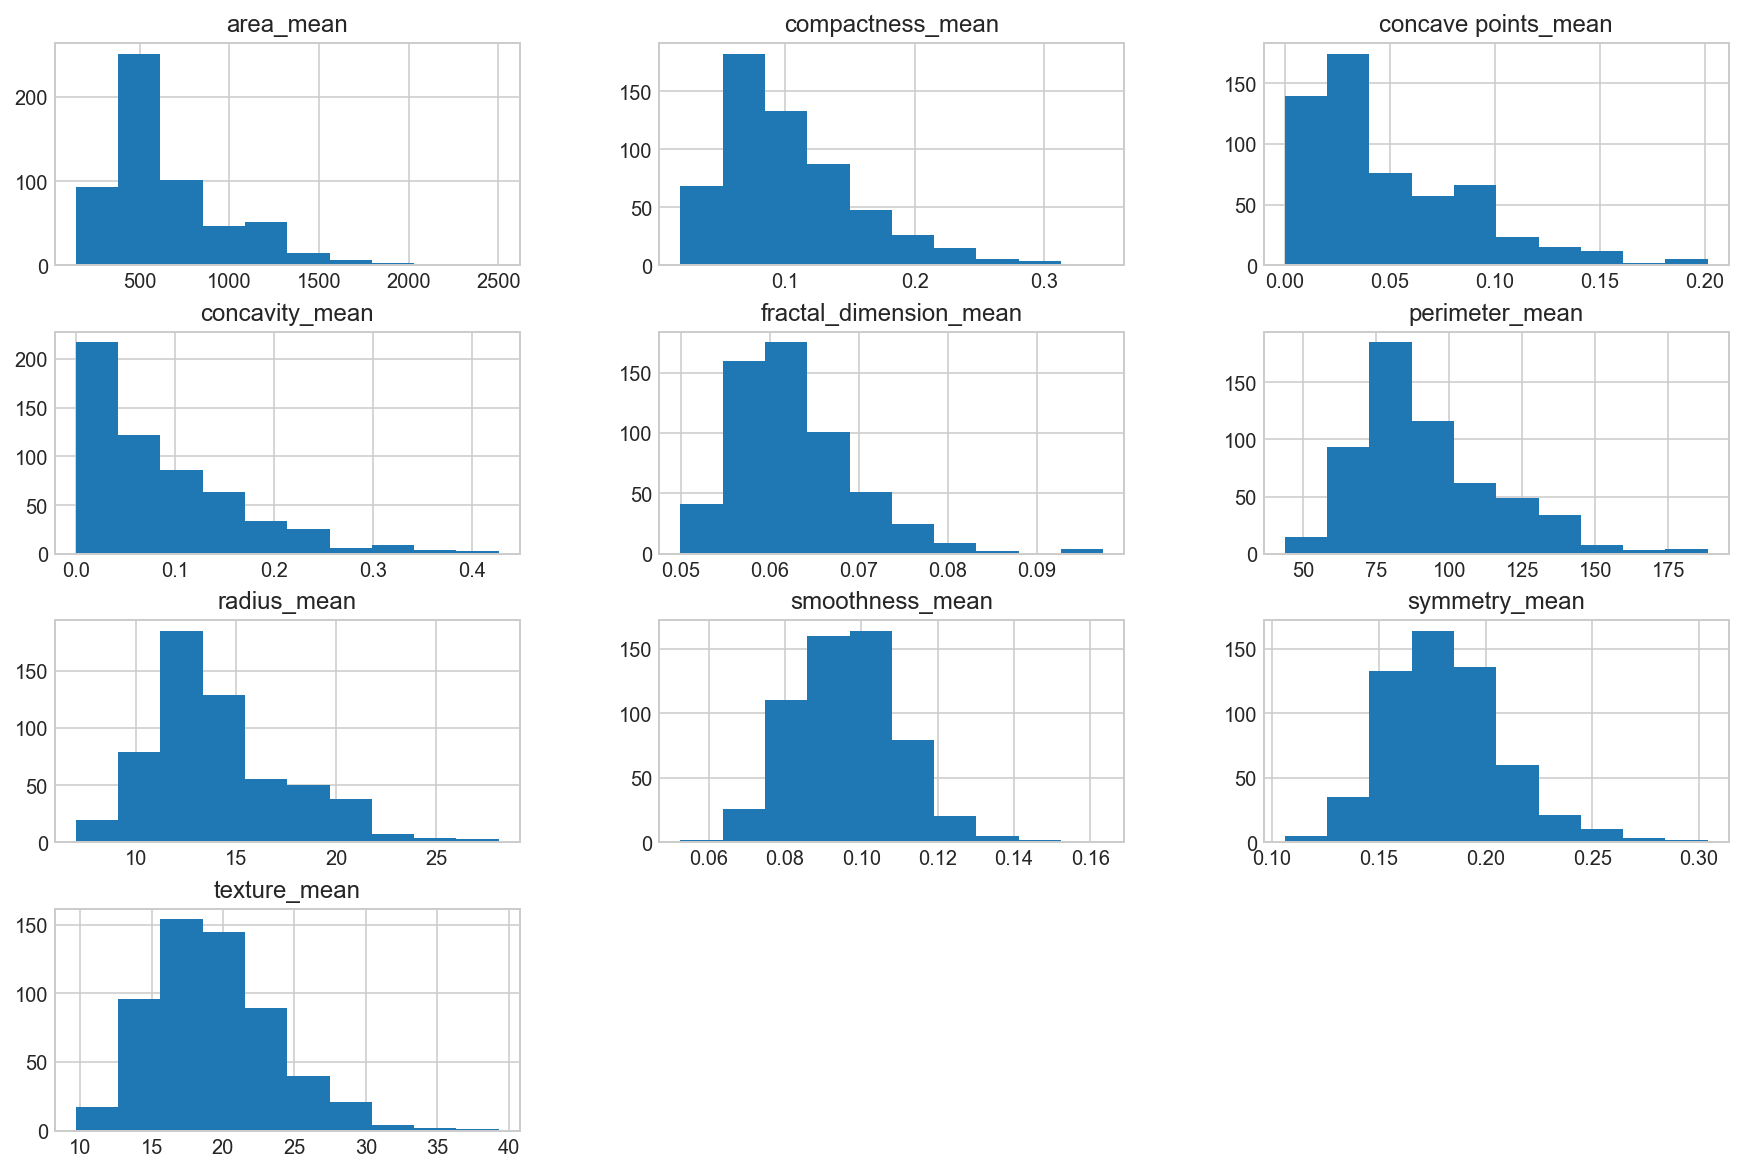 area_mean
200
100
0
500 1000 1500 2000 2500
compactness_mean
150
100
50
0
0.1 0.2 0.3
concave points_mean
150
100
50
0
0.00 0.05 0.10 0.15 0.20
concavity_mean
200
150
100
50
0
0.0 0.1 0.2 0.3 0.4
fractal_dimension_mean
150
100
50
0
0.05 0.06 0.07 0.08 0.09
perimeter_mean
150
100
50
0
50 75 100 125 150 175
radius_mean
150
100
50
0
10 15 20 25
smoothness_mean
150
100
50
0
0.06 0.08 0.10 0.12 0.14 0.16
symmetry_mean
150
100
50
0
0.10 0.15 0.20 0.25 0.30
texture_mean
150
100
50
0
10 15 20 25 30 35 40